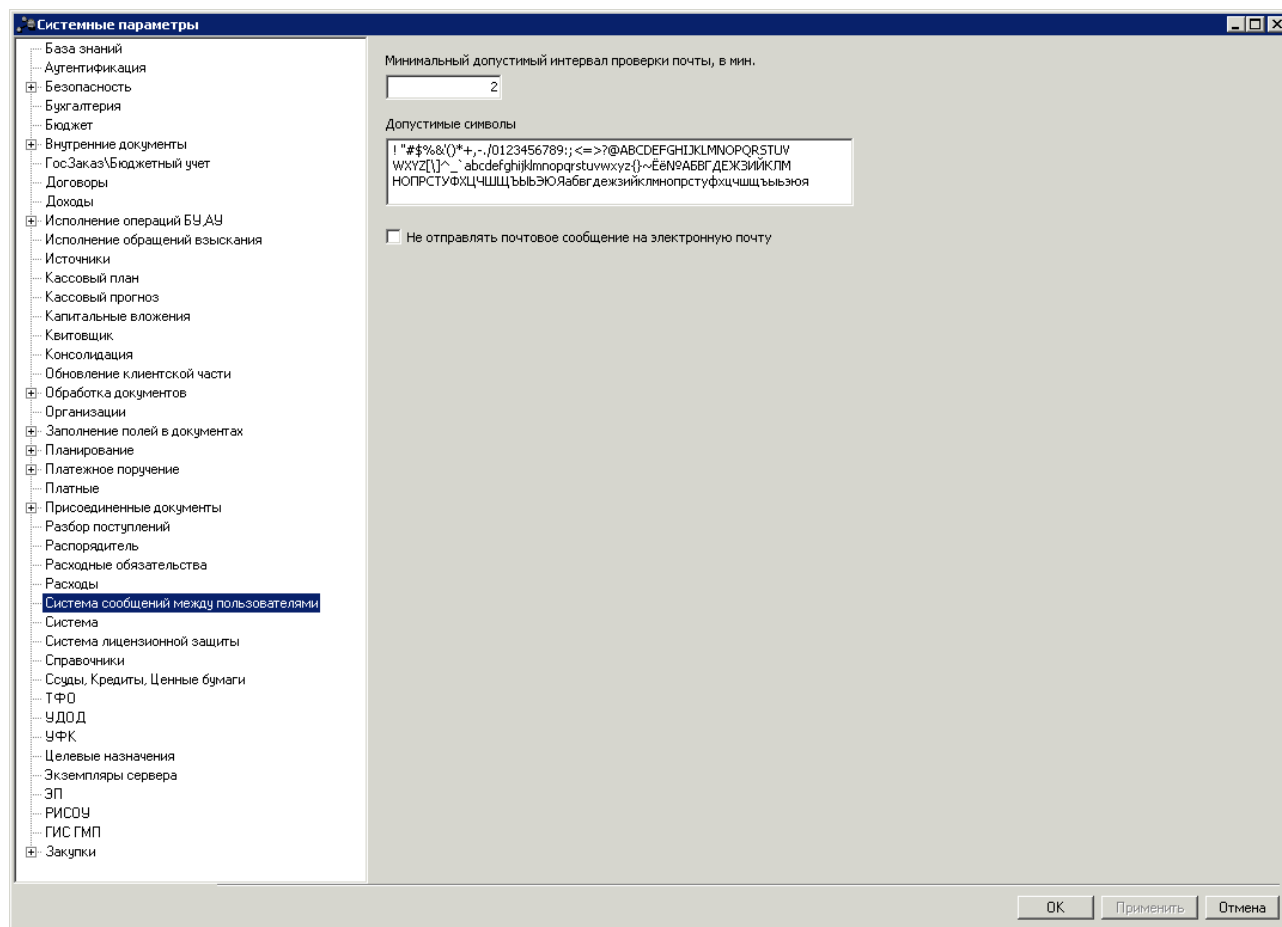 Системные параметры
База знаний
Аутентификация
Безопасность
Бухгалтерия
Бюджет
Внутренние документы
ГосЗаказ\Бюджетный учет
Договоры
Доходы
Исполнение операций БУ,АУ
Исполнение обращений взыскания
Источники
Кассовый план
Кассовый прогноз
Капитальные вложения
Квитовщик
Консолидация
Обновление клиентской части
Обработка документов
Организации
Заполнение полей в документах
Планирование
Платежное поручение
Платные
Присоединенные документы
Разбор поступлений
Распорядитель
Расходные обязательства
Расходы
Система сообщений между пользователями
Система
Система лицензионной защиты
Справочники
Ссуды, Кредиты, Ценные бумаги
ТФО
УДОД
УФК
Целевые назначения
Экземпляры сервера
ЭП
РИСОУ
ГИС ГМП
Закупки
Минимальный допустимый интервал проверки почты, в мин.
2
Допустимые символы
! "#$%&'()*+,-./0123456789:;<=>?@ABCDEFGHIJKLMNOPQRSTUV
WXYZ[\]^_`abcdefghijklmnopqrstuvwxyz{}~Ёё№АБВГДЕЖЗИЙКЛМ
НОПРСТУФХЦЧШЩЪЫЬЭЮЯабвгдежзийклмнопрстуфхцчшщъыьэюя
Не отправлять почтовое сообщение на электронную почту
OK
Применить
Отмена